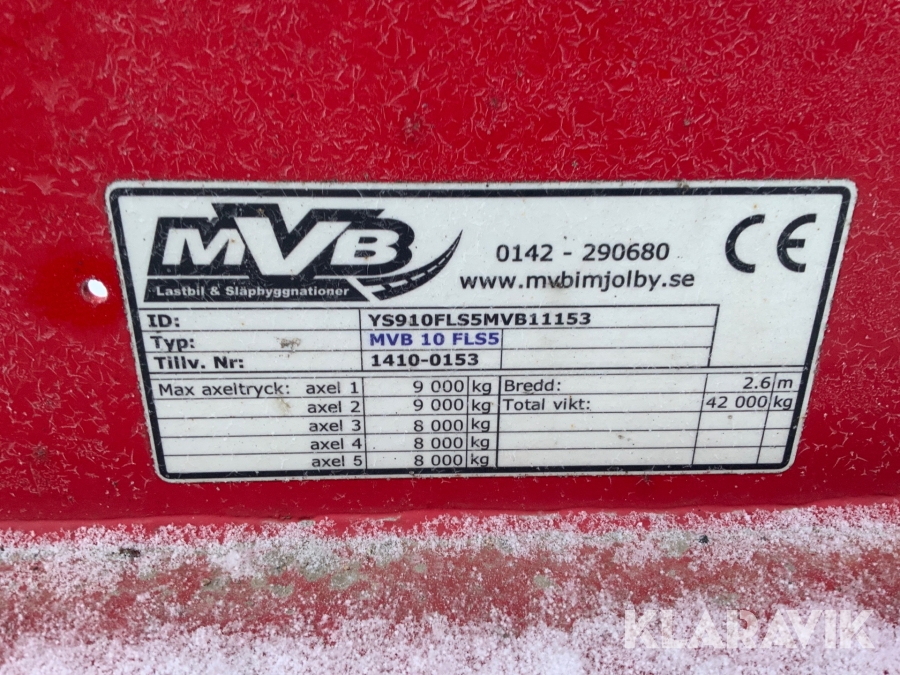 MVB
Lastbil & Släpbyggnationer
0142 - 290680
www.mvbimjolby.se
CE
ID: YS910FLS5MVB11153
Typ: MVB 10 FLS5
Tillv. Nr: 1410-0153
Max axeltryck: axel 1 9 000 kg Bredd: 2.6 m
axel 2 9 000 kg Total vikt: 42 000 kg
axel 3 8 000 kg
axel 4 8 000 kg
axel 5 8 000 kg
KLARAVIK